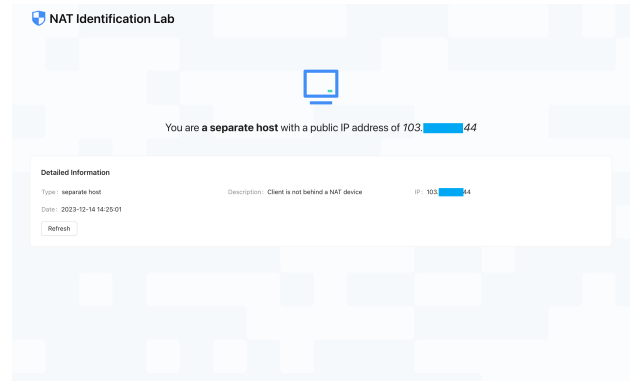 NAT Identification Lab
You are a separate host with a public IP address of 103. 44
Detailed Information
Type: separate host Description: Client is not behind a NAT device IP: 103. 44
Date: 2023-12-14 14:25:01
Refresh